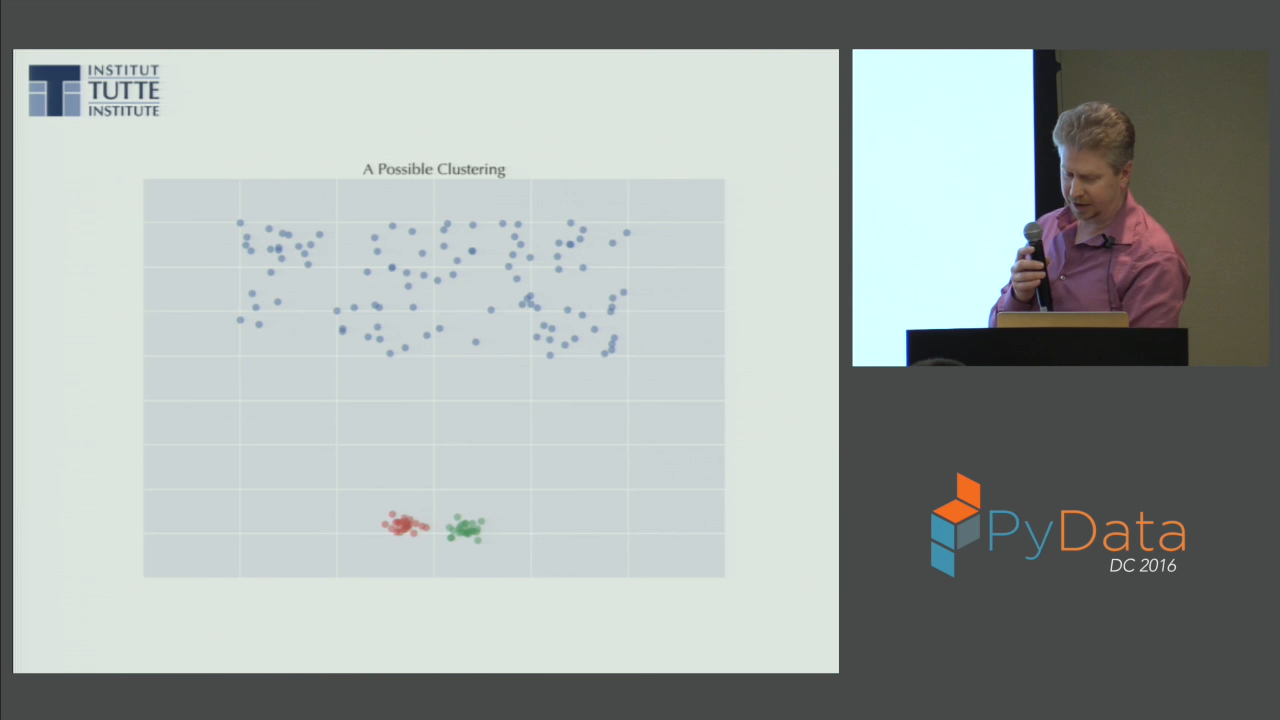 INSTITUT
TUTTE
INSTITUTE
A Possible Clustering
PyData
DC 2016